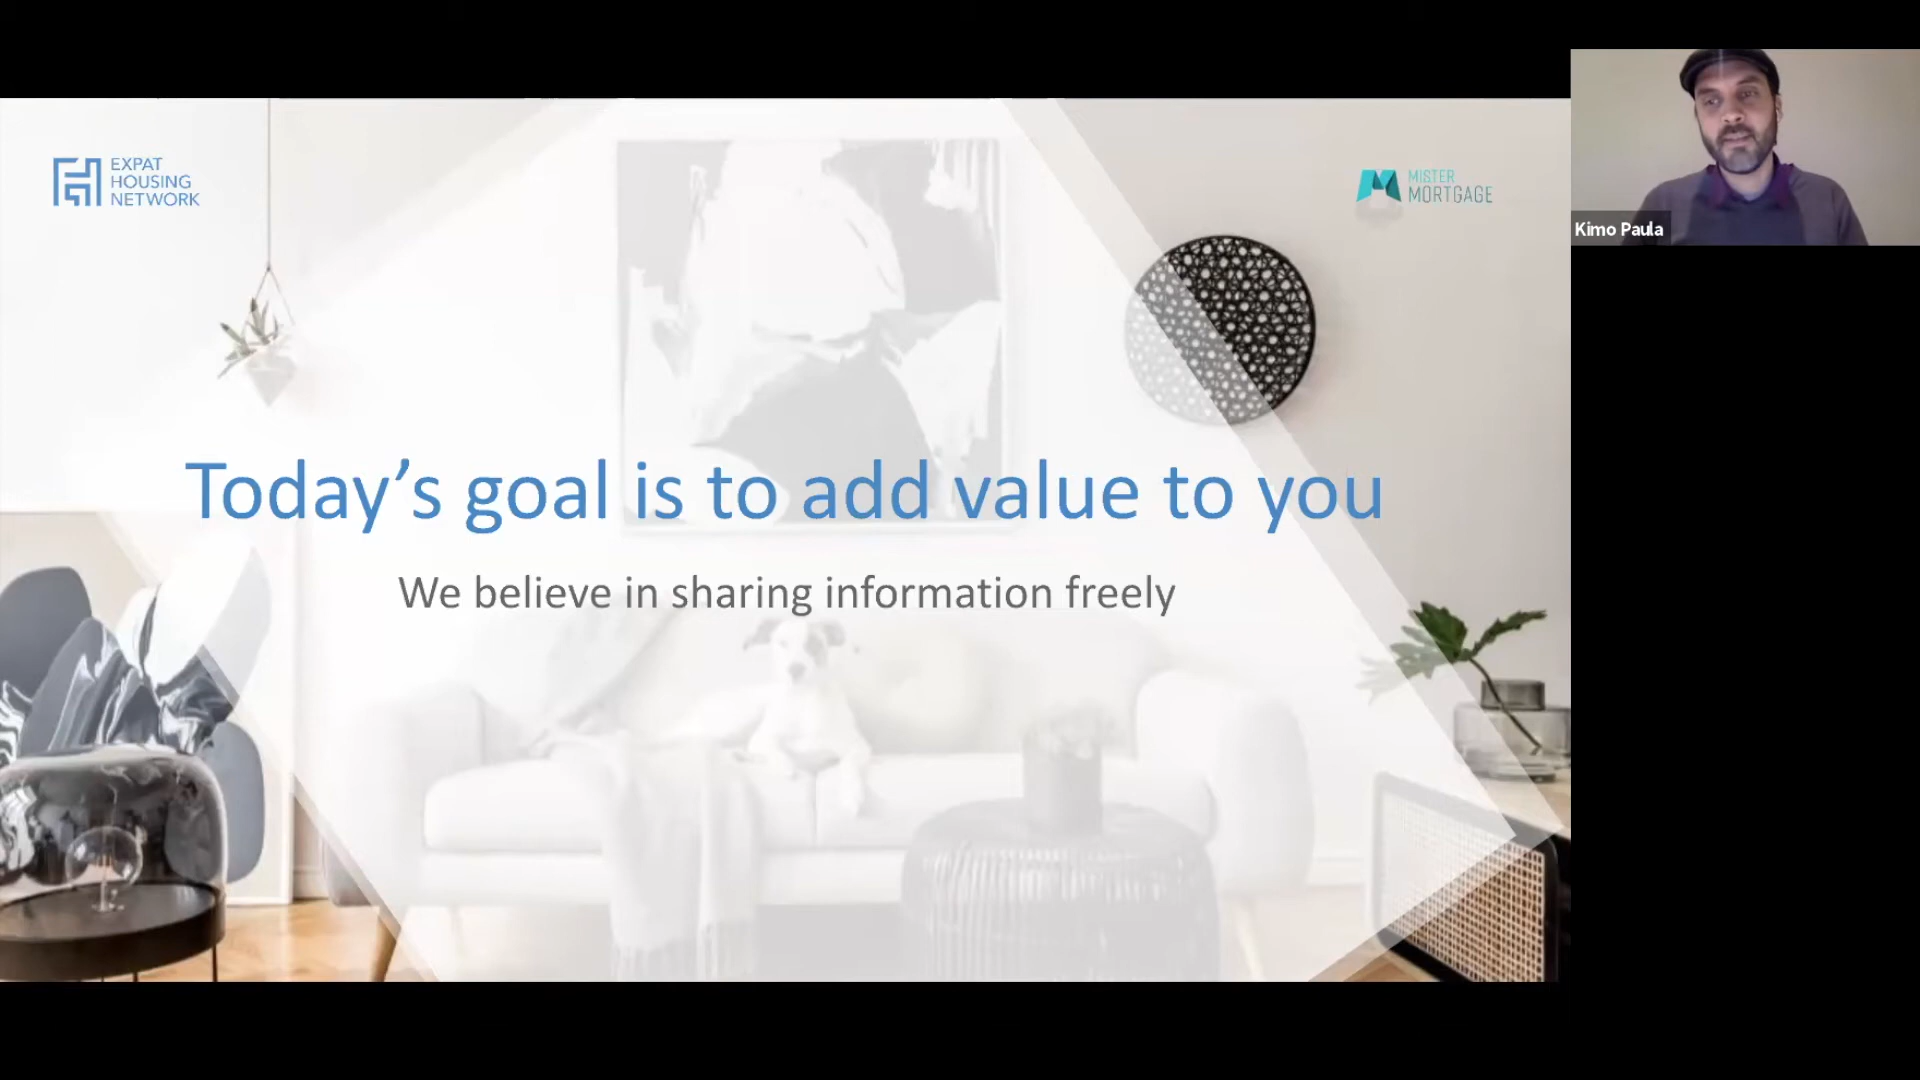 EXPAT
HOUSING
NETWORK
MISTER
MORTGAGE
Kimo Paula
Today’s goal is to add value to you
We believe in sharing information freely